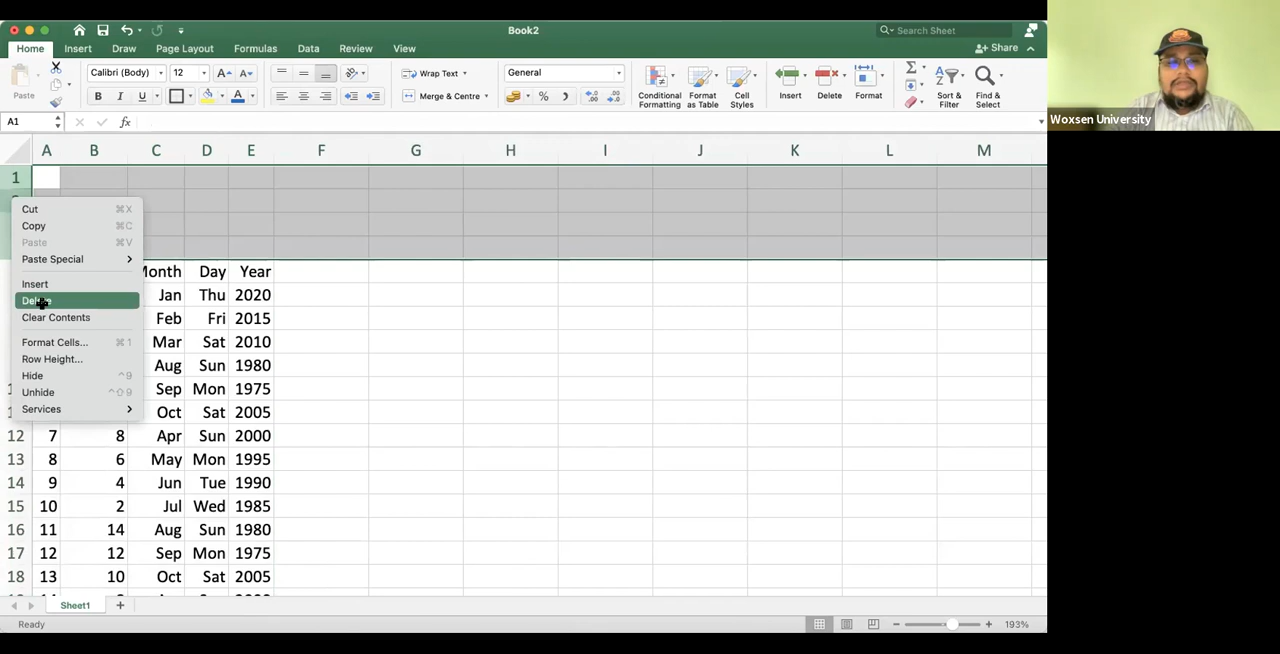 Book2
Search Sheet
Home Insert Draw Page Layout Formulas Data Review View
Share
Paste
Calibri (Body) 12 A A
B I U A
Wrap Text
Merge & Centre
General
%
Conditional Formatting
Format as Table
Cell Styles
Insert
Delete
Format
Sort & Filter
Find & Select
A1 fx
A B C D E F G H I J K L M
1
Cut ⌘X
Copy ⌘C
Paste ⌘V
Paste Special
Insert
Clear Contents
Format Cells... ⌘1
Row Height...
Hide ^9
Unhide ^⇧9
Services
Month Day Year
Jan Thu 2020
Feb Fri 2015
Mar Sat 2010
Aug Sun 1980
Sep Mon 1975
Oct Sat 2005
12 7 8 Apr Sun 2000
13 8 6 May Mon 1995
14 9 4 Jun Tue 1990
15 10 2 Jul Wed 1985
16 11 14 Aug Sun 1980
17 12 12 Sep Mon 1975
18 13 10 Oct Sat 2005
Sheet1
Ready
193%
Woxsen University